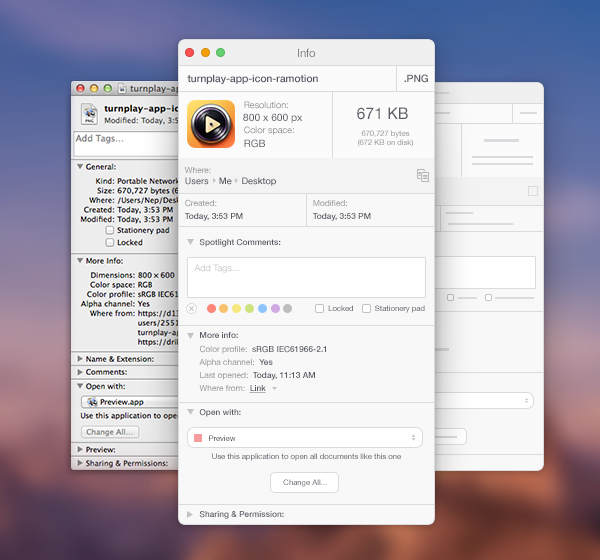 Info
turnplay-app-icon-ramotion
.PNG
Resolution:
800 x 600 px
Color space:
RGB
671 KB
670,727 bytes
(672 KB on disk)
Where:
Users Me Desktop
Created:
Today, 3:53 PM
Modified:
Today, 3:53 PM
Spotlight Comments:
Add Tags...
Locked
Stationery pad
More info:
Color profile: sRGB IEC61966-2.1
Alpha channel: Yes
Last opened: Today, 11:13 AM
Where from: Link
Open with:
Preview
Use this application to open all documents like this one
Change All...
Sharing & Permission:
turnplay-app
turnplay-app-ic
Modified: Today, 3:5
PNG
Add Tags...
General:
Kind: Portable Network
Size: 670,727 bytes (6
Where: /Users/Nep/Desk
Created: Today, 3:53 PM
Modified: Today, 3:53 PM
Stationery pad
Locked
More Info:
Dimensions: 800 × 600
Color space: RGB
Color profile: sRGB IEC61
Alpha channel: Yes
Where from: https://d13
users/2551
turnplay-ap
https://dri
Name & Extension:
Comments:
Open with:
Preview.app
Use this application to open
Change All...
Preview:
Sharing & Permissions: